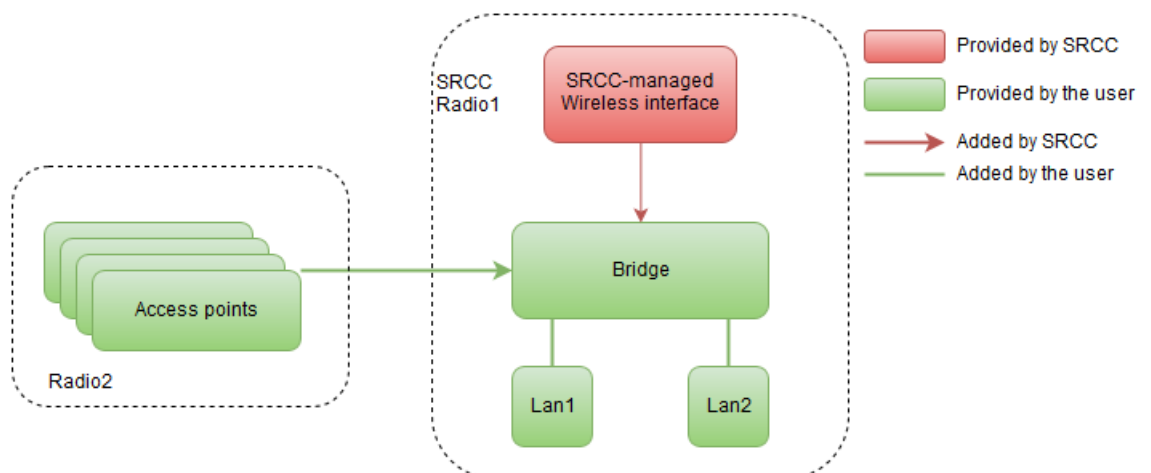 SRCC
Radio1
SRCC-managed
Wireless interface
Provided by SRCC
Provided by the user
Added by SRCC
Added by the user
Bridge
Access points
Radio2
Lan1
Lan2